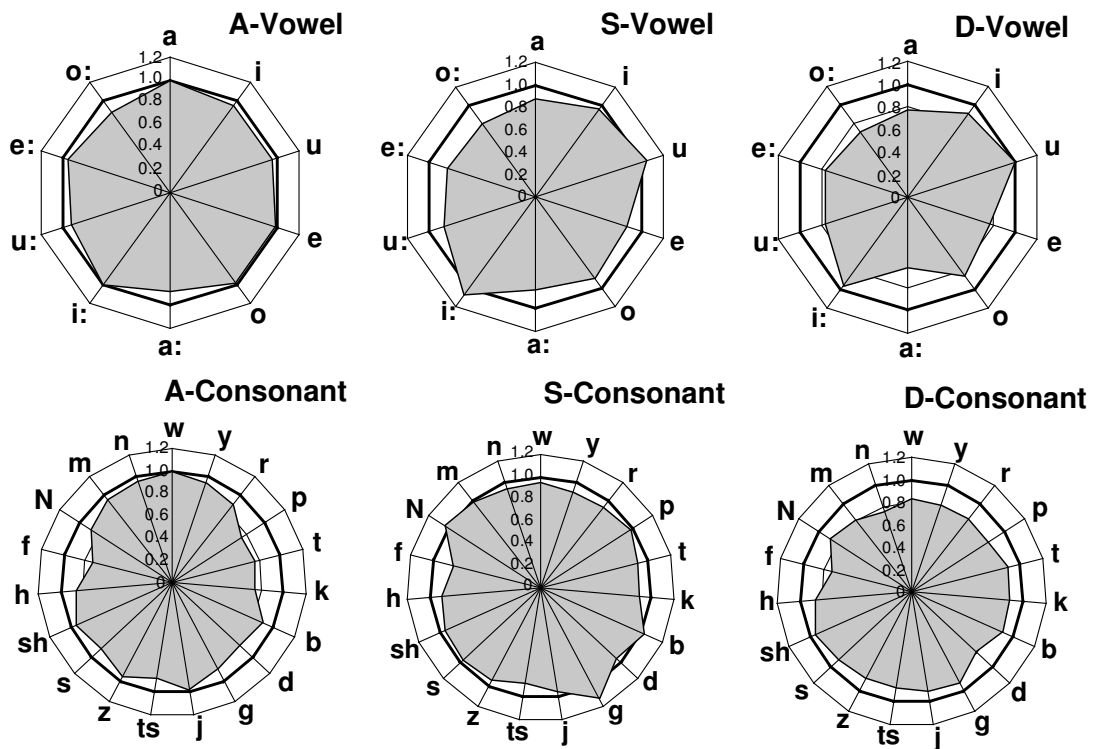 A-Vowel
a
i
u
e
o
a:
i:
u:
e:
o:
1.2
1.0
0.8
0.6
0.4
0.2
0
S-Vowel
a
i
u
e
o
a:
i:
u:
e:
o:
1.2
1.0
0.8
0.6
0.4
0.2
0
D-Vowel
a
i
u
e
o
a:
i:
u:
e:
o:
1.2
1.0
0.8
0.6
0.4
0.2
0
A-Consonant
w
y
r
p
t
k
b
d
g
j
ts
z
s
sh
h
f
N
m
n
1.2
1.0
0.8
0.6
0.4
0.2
0
S-Consonant
w
y
r
p
t
k
b
d
g
j
ts
z
s
sh
h
f
N
m
n
1.2
1.0
0.8
0.6
0.4
0.2
0
D-Consonant
w
y
r
p
t
k
b
d
g
j
ts
z
s
sh
h
f
N
m
n
1.2
1.0
0.8
0.6
0.4
0.2
0